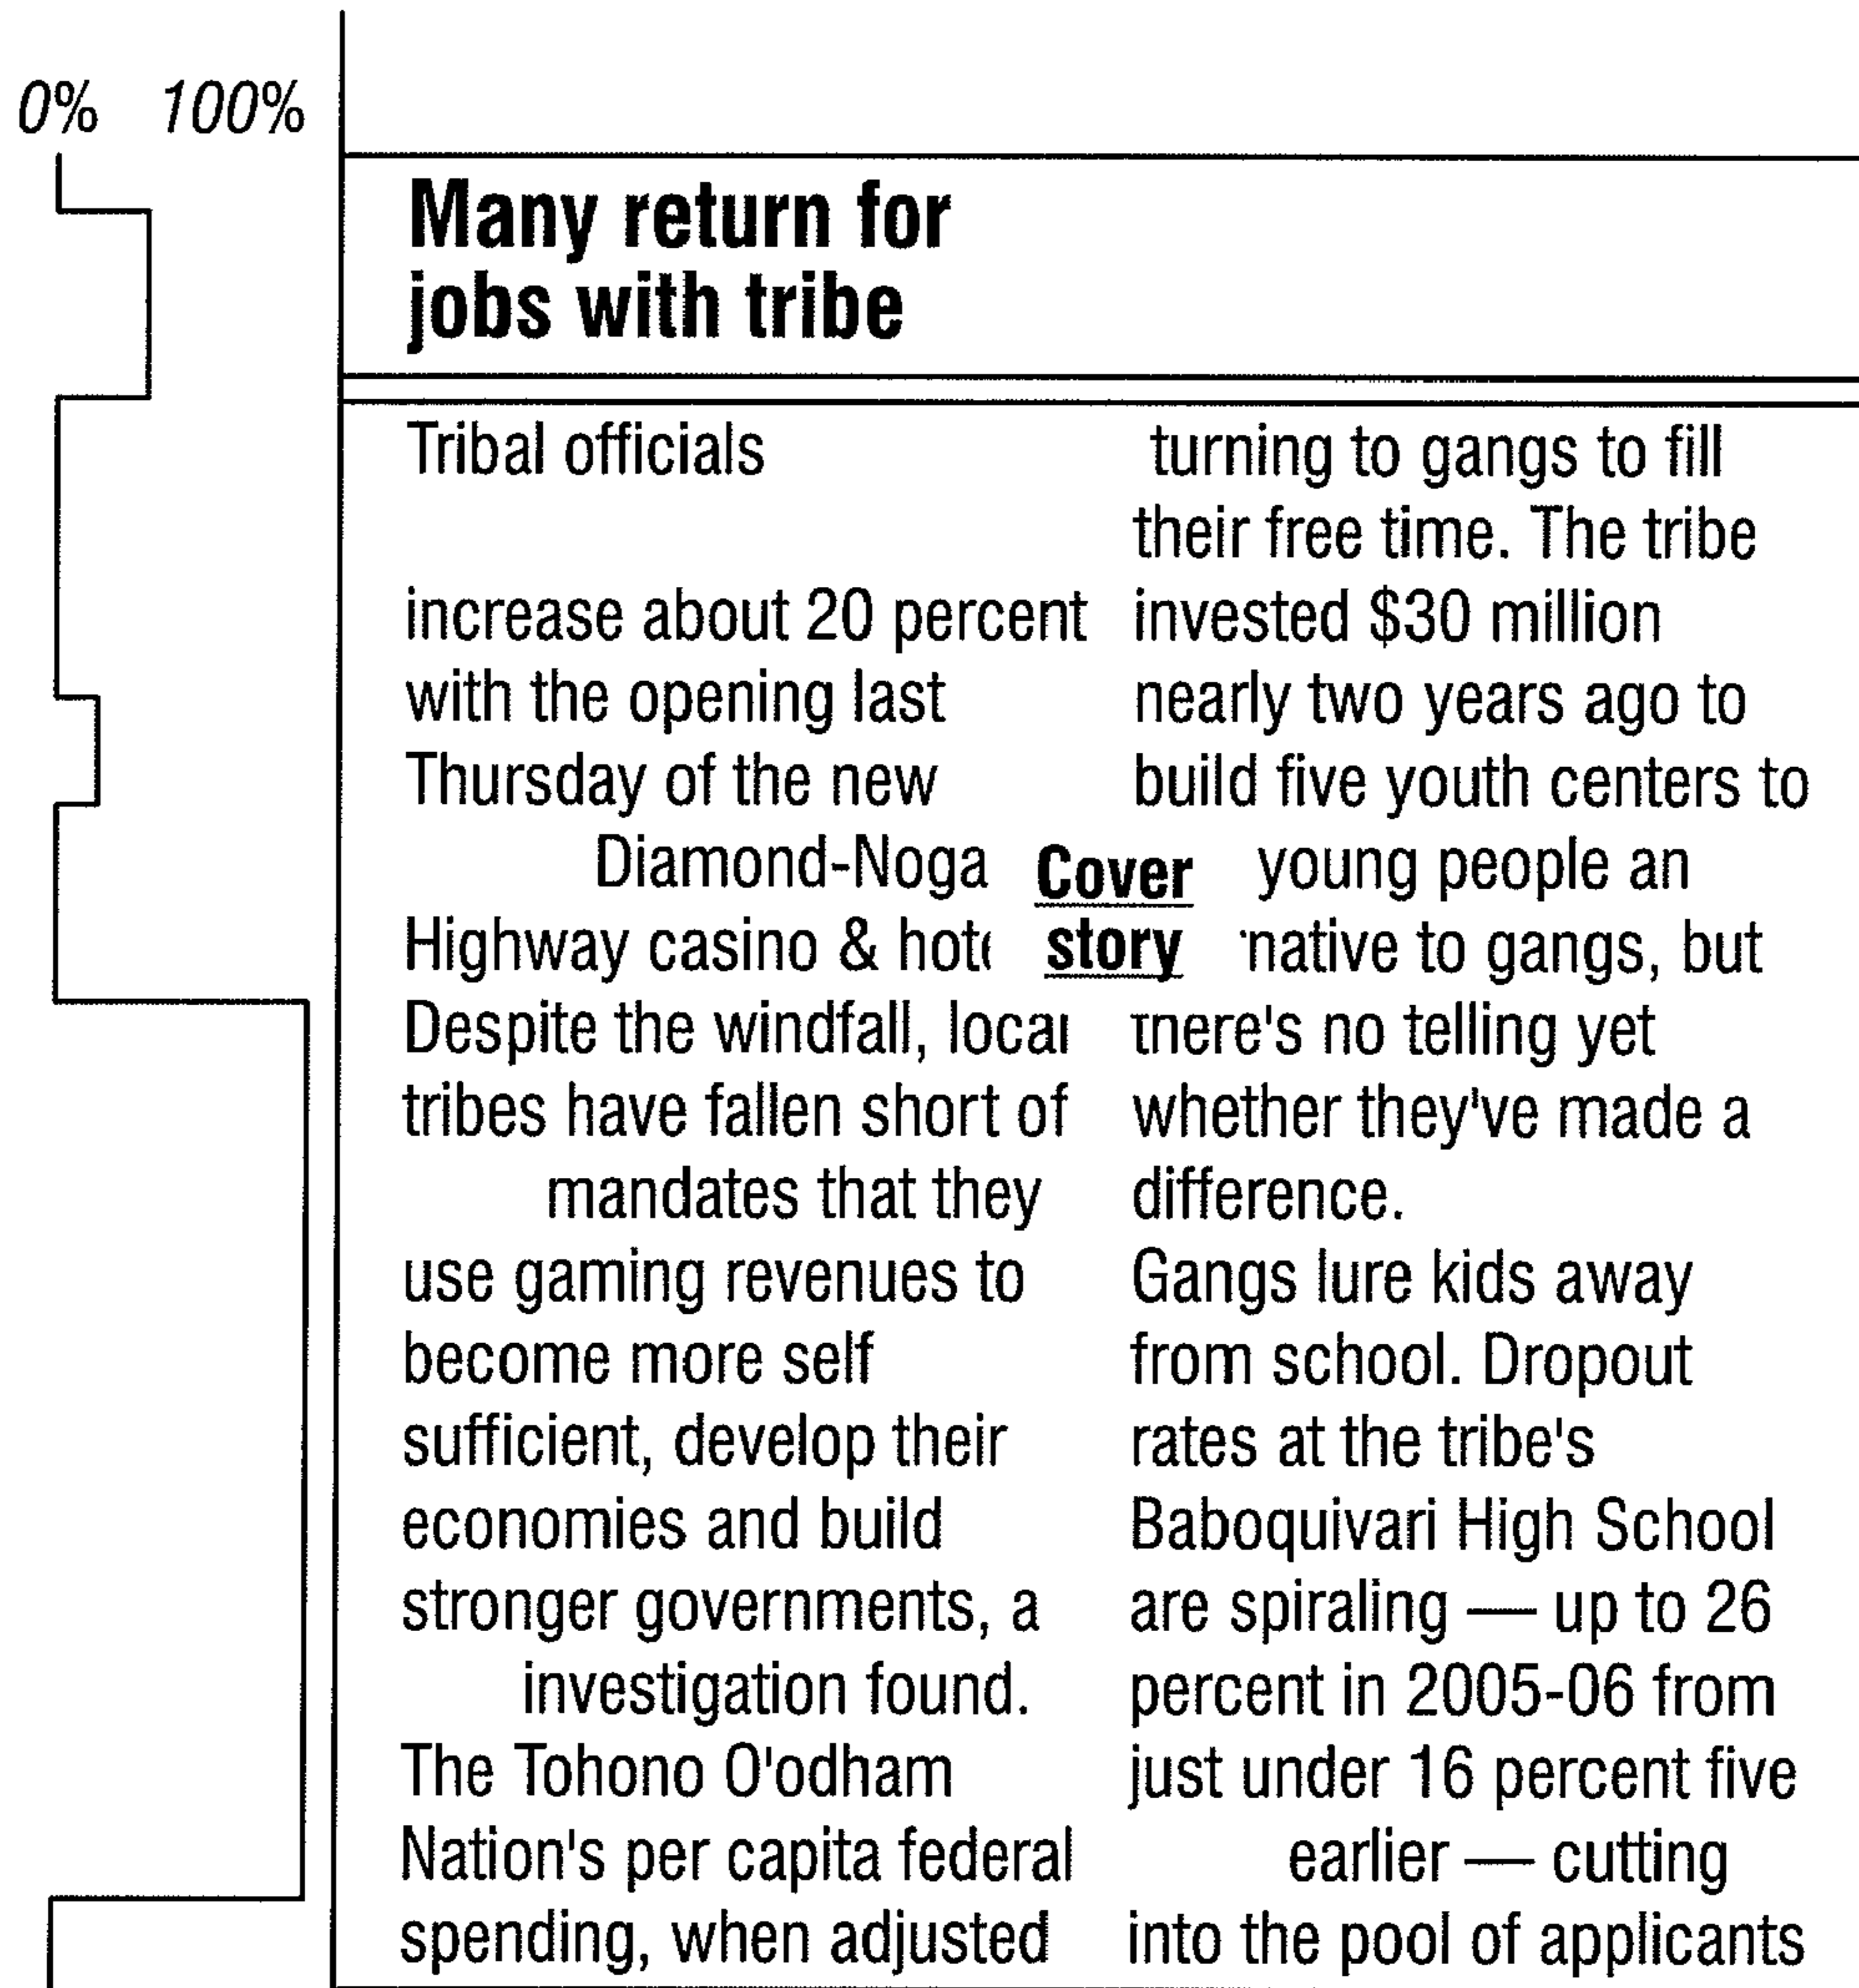 0% 100%
Many return for
jobs with tribe
Tribal officials
increase about 20 percent
with the opening last
Thursday of the new
Diamond-Noga
Highway casino &
Despite the windfall, local
tribes have fallen short of
mandates that they
use gaming revenues to
become more self
sufficient, develop their
economies and build
stronger governments, a
investigation found.
The Tohono O'odham
Nation's per capita federal
spending, when adjusted
Cover
story
turning to gangs to fill
their free time. The tribe
invested $30 million
nearly two years ago to
build five youth centers to
young people an
native to gangs, but
there's no telling yet
whether they've made a
difference.
Gangs lure kids away
from school. Dropout
rates at the tribe's
Baboquivari High School
are spiraling — up to 26
percent in 2005-06 from
just under 16 percent five
earlier — cutting
into the pool of applicants